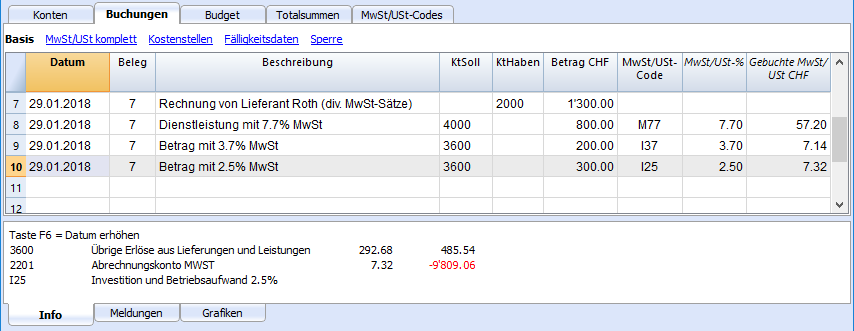 Konten Buchungen Budget Totalsummen MwSt/USt-Codes
Basis MwSt/USt komplett Kostenstellen Fälligkeitsdaten Sperre
Datum Beleg Beschreibung KtSoll KtHaben Betrag CHF MwSt/USt-Code MwSt/USt-% Gebuchte MwSt/USt CHF
7 29.01.2018 7 Rechnung von Lieferant Roth (div. MwSt-Sätze) 2000 1'300.00
8 29.01.2018 7 Dienstleistung mit 7.7% MwSt 4000 800.00 M77 7.70 57.20
9 29.01.2018 7 Betrag mit 3.7% MwSt 3600 200.00 I37 3.70 7.14
10 29.01.2018 7 Betrag mit 2.5% MwSt 3600 300.00 I25 2.50 7.32
11
12
Taste F6 = Datum erhöhen
3600 Übrige Erlöse aus Lieferungen und Leistungen 292.68 485.54
2201 Abrechnungskonto MWST 7.32 -9'809.06
I25 Investition und Betriebsaufwand 2.5%
Info Meldungen Grafiken